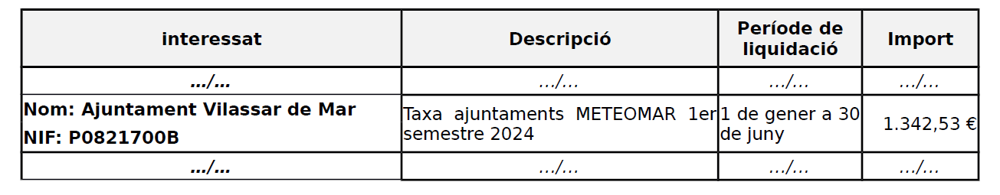 interessat
Descripció
Període de
liquidació
Import
.../...
.../...
.../...
.../...
Nom: Ajuntament Vilassar de Mar
NIF: P0821700B
Taxa ajuntaments METEOMAR 1er
semestre 2024
1 de gener a 30
de juny
1.342,53 €
.../...
.../...
.../...
.../...